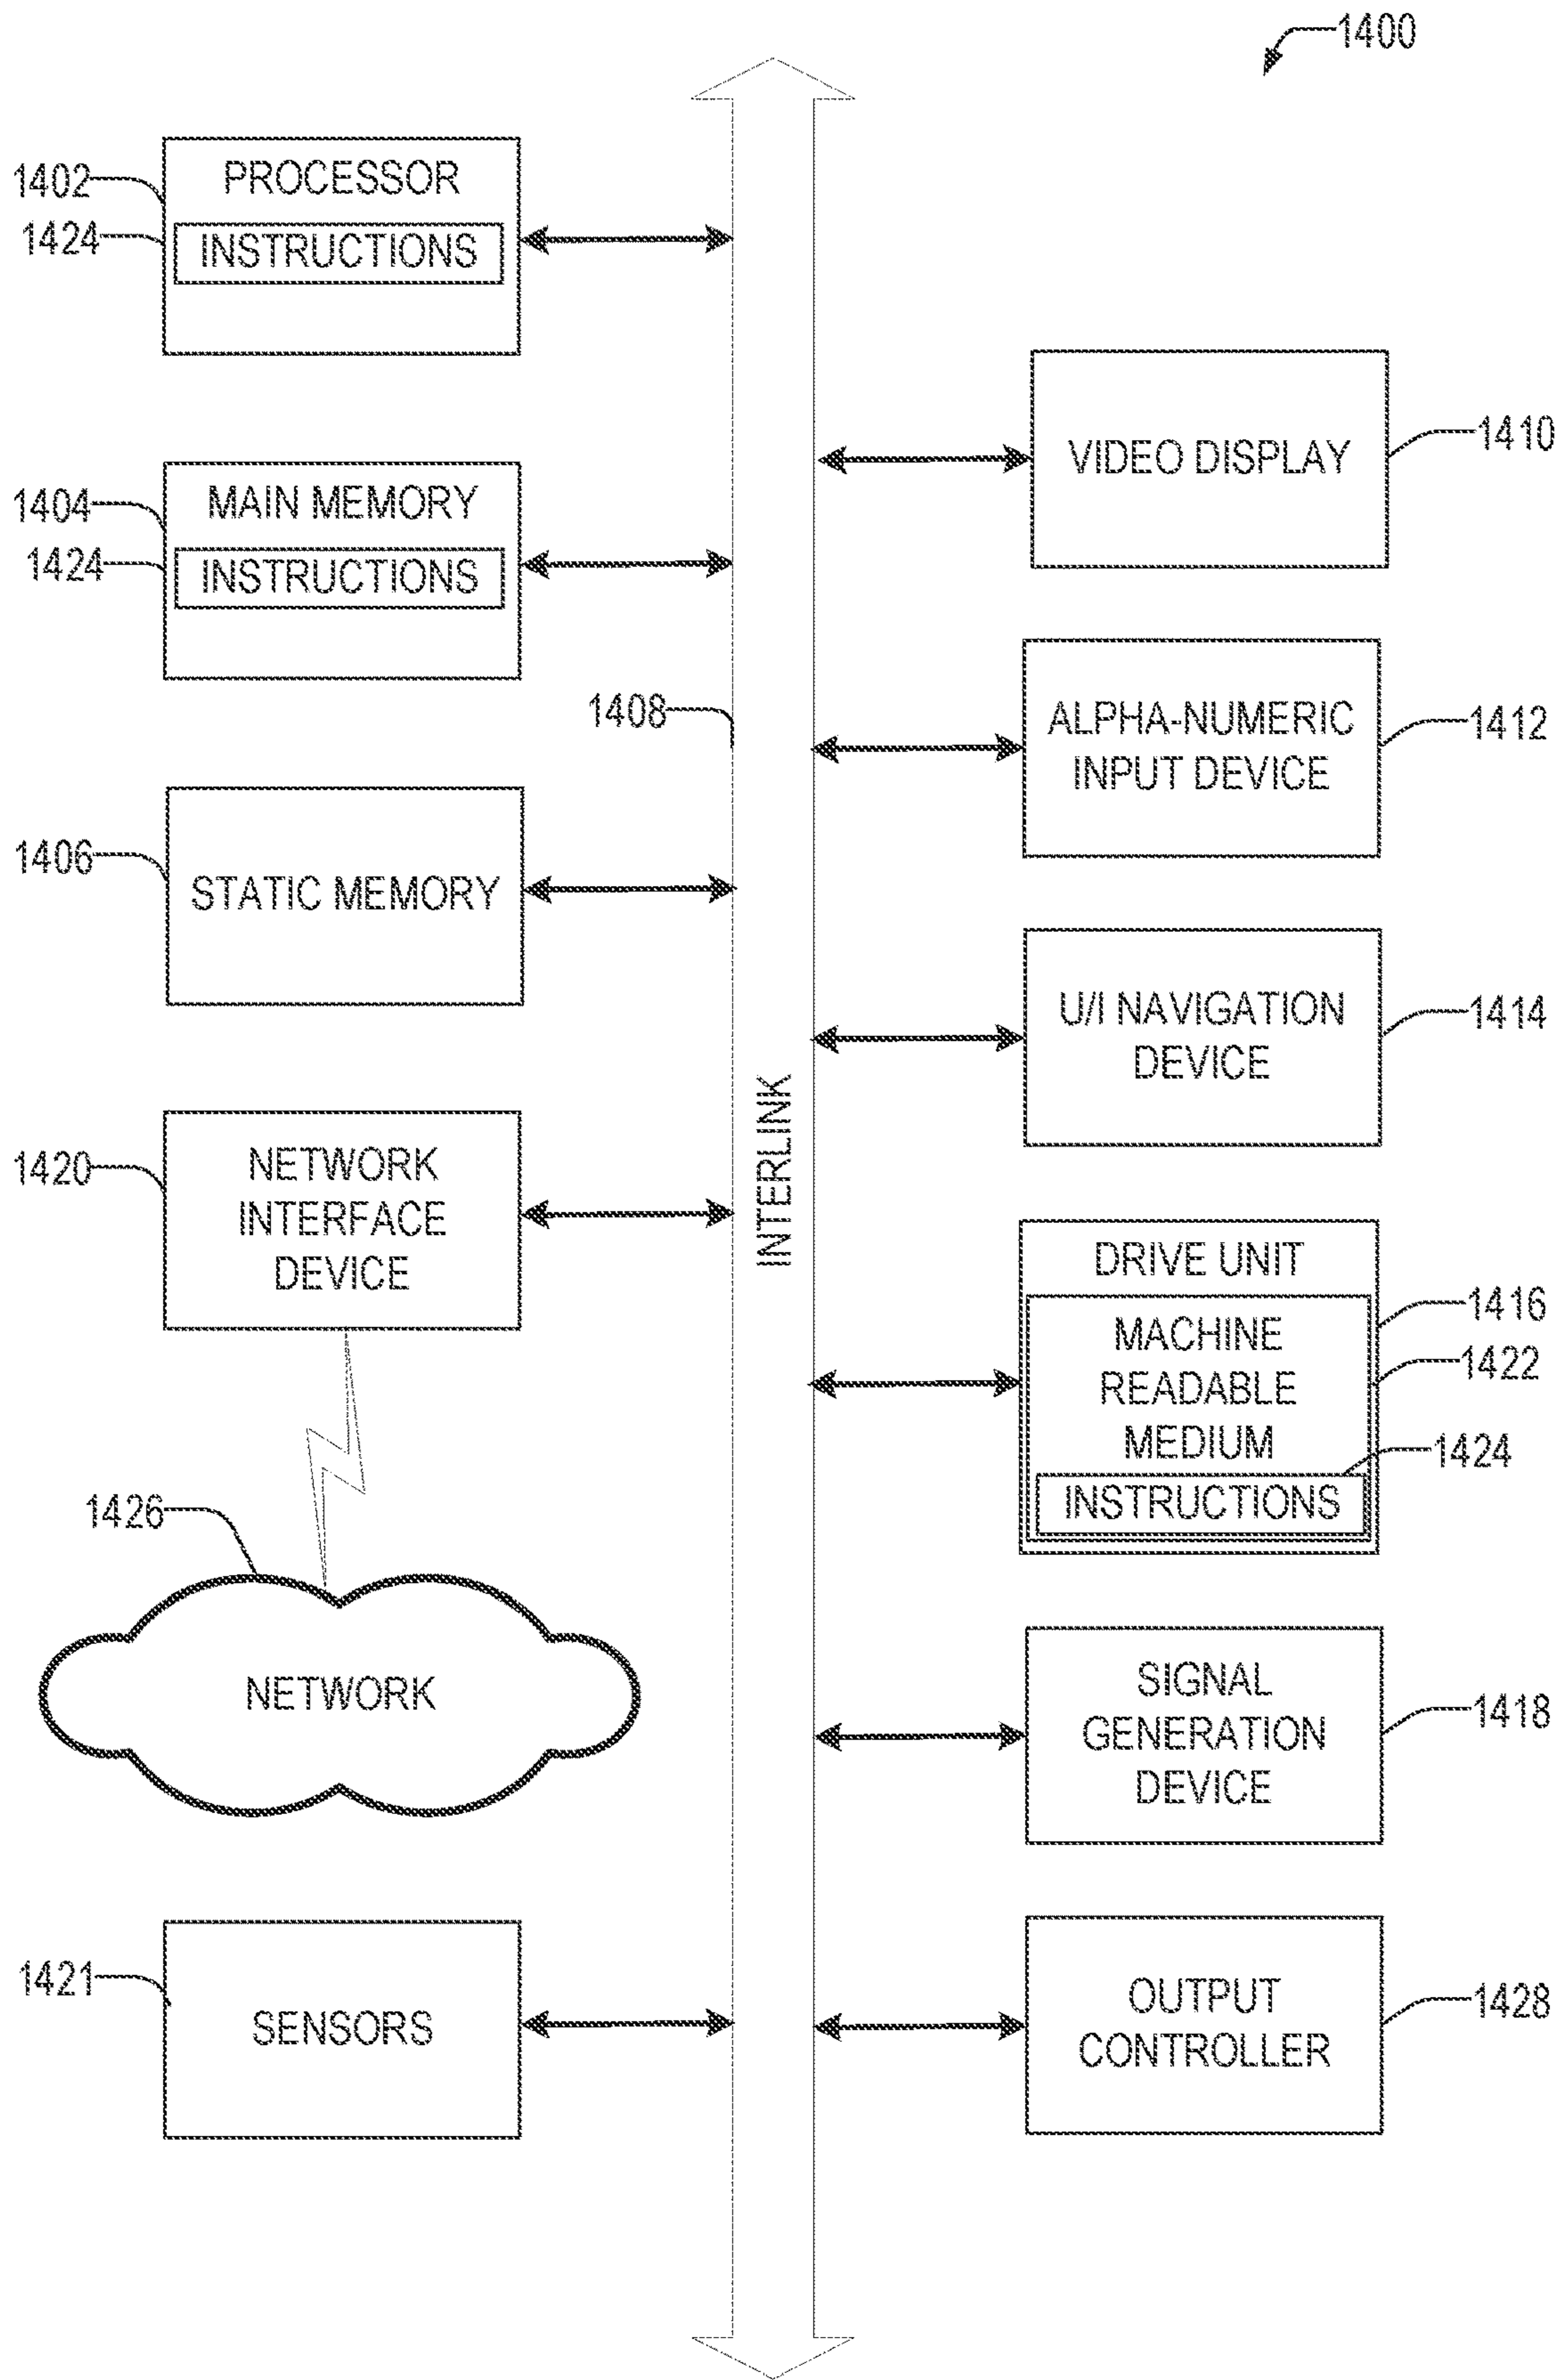 1400
1402
PROCESSOR
1424
INSTRUCTIONS
1404
MAIN MEMORY
1424
INSTRUCTIONS
1408
1406
STATIC MEMORY
1420
NETWORK
INTERFACE
DEVICE
1426
NETWORK
1421
SENSORS
INTERLINK
VIDEO DISPLAY
1410
ALPHA-NUMERIC
INPUT DEVICE
1412
U/I NAVIGATION
DEVICE
1414
DRIVE UNIT
1416
MACHINE
READABLE
MEDIUM
1422
1424
INSTRUCTIONS
SIGNAL
GENERATION
DEVICE
1418
OUTPUT
CONTROLLER
1428